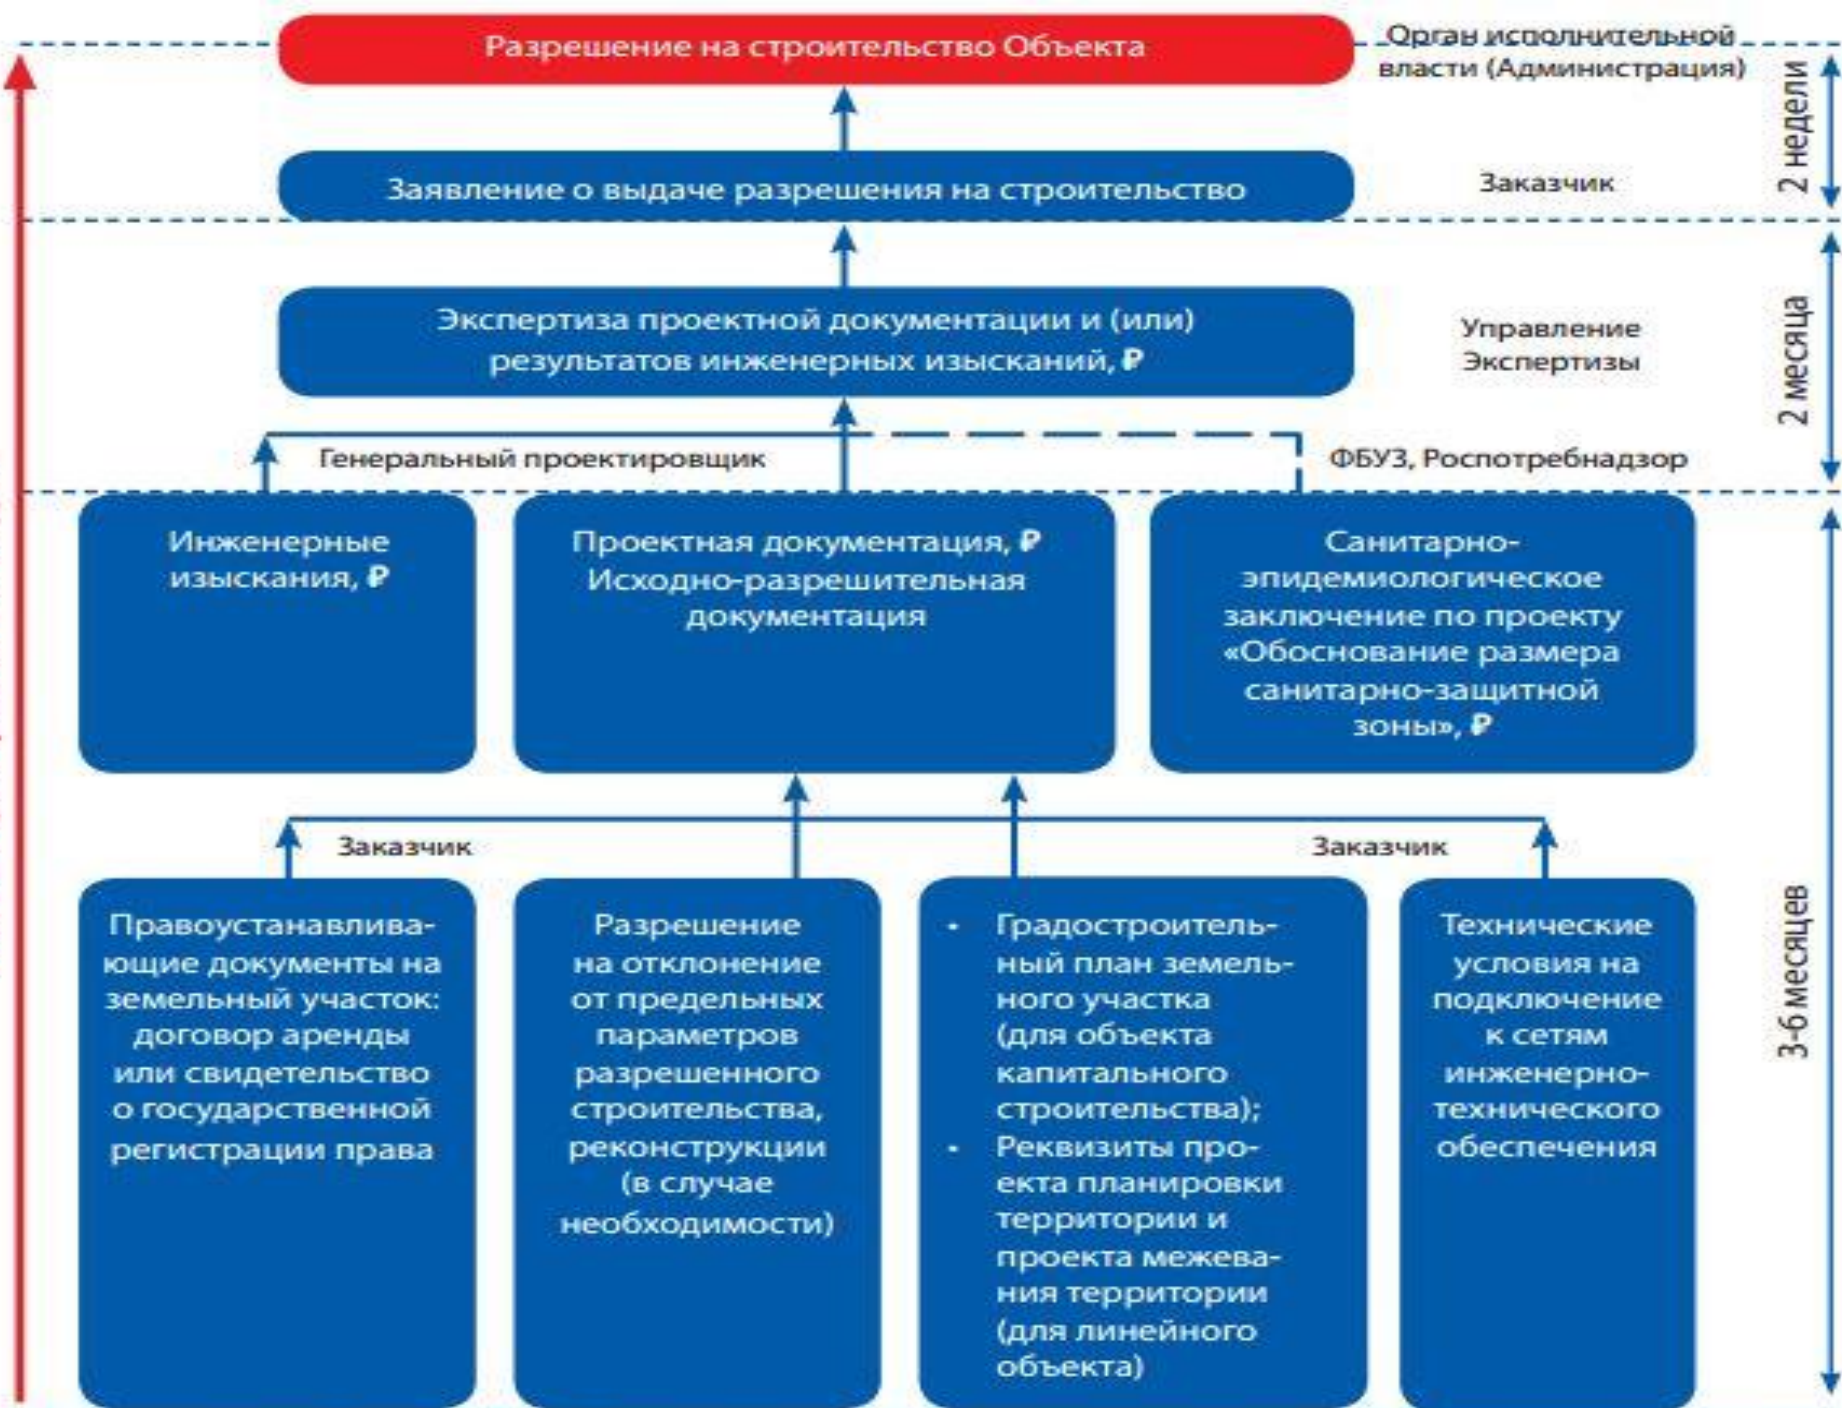 Разрешение на строительство Объекта
Орган исполнительной
власти (Администрация)
2 недели
Заявление о выдаче разрешения на строительство
Заказчик
Экспертиза проектной документации и (или)
результатов инженерных изысканий, ₽
Управление
Экспертизы
2 месяца
Генеральный проектировщик
ФБУЗ, Роспотребнадзор
Инженерные
изыскания, ₽
Проектная документация, ₽
Исходно-разрешительная
документация
Санитарно-
эпидемиологическое
заключение по проекту
«Обоснование размера
санитарно-защитной
зоны», ₽
Заказчик
Заказчик
3-6 месяцев
Правоустанавлива-
ющие документы на
земельный участок:
договор аренды
или свидетельство
о государственной
регистрации права
Разрешение
на отклонение
от предельных
параметров
разрешенного
строительства,
реконструкции
(в случае
необходимости)
• Градостроитель-
ный план земель-
ного участка
(для объекта
капитального
строительства);
• Реквизиты про-
екта планировки
территории и
проекта межева-
ния территории
(для линейного
объекта)
Технические
условия на
подключение
к сетям
инженерно-
технического
обеспечения